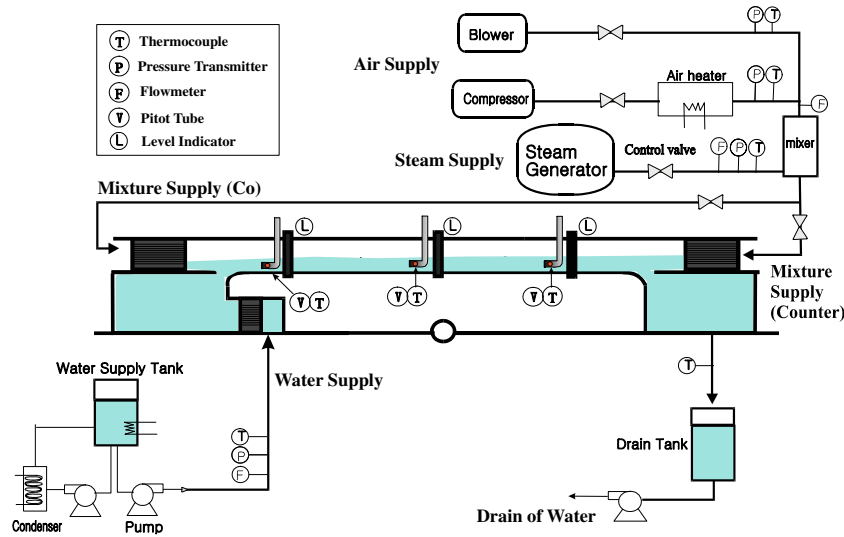 T Thermocouple
P Pressure Transmitter
F Flowmeter
V Pitot Tube
L Level Indicator
Blower
P T
Air Supply
Air heater
P T
Compressor
F
Steam Supply
Steam
Generator
Control valve
F P T
mixer
Mixture Supply (Co)
L
L
L
V T
V T
V T
Mixture
Supply
(Counter)
Water Supply Tank
Water Supply
T
T
P
F
Drain Tank
Condenser
Pump
Drain of Water